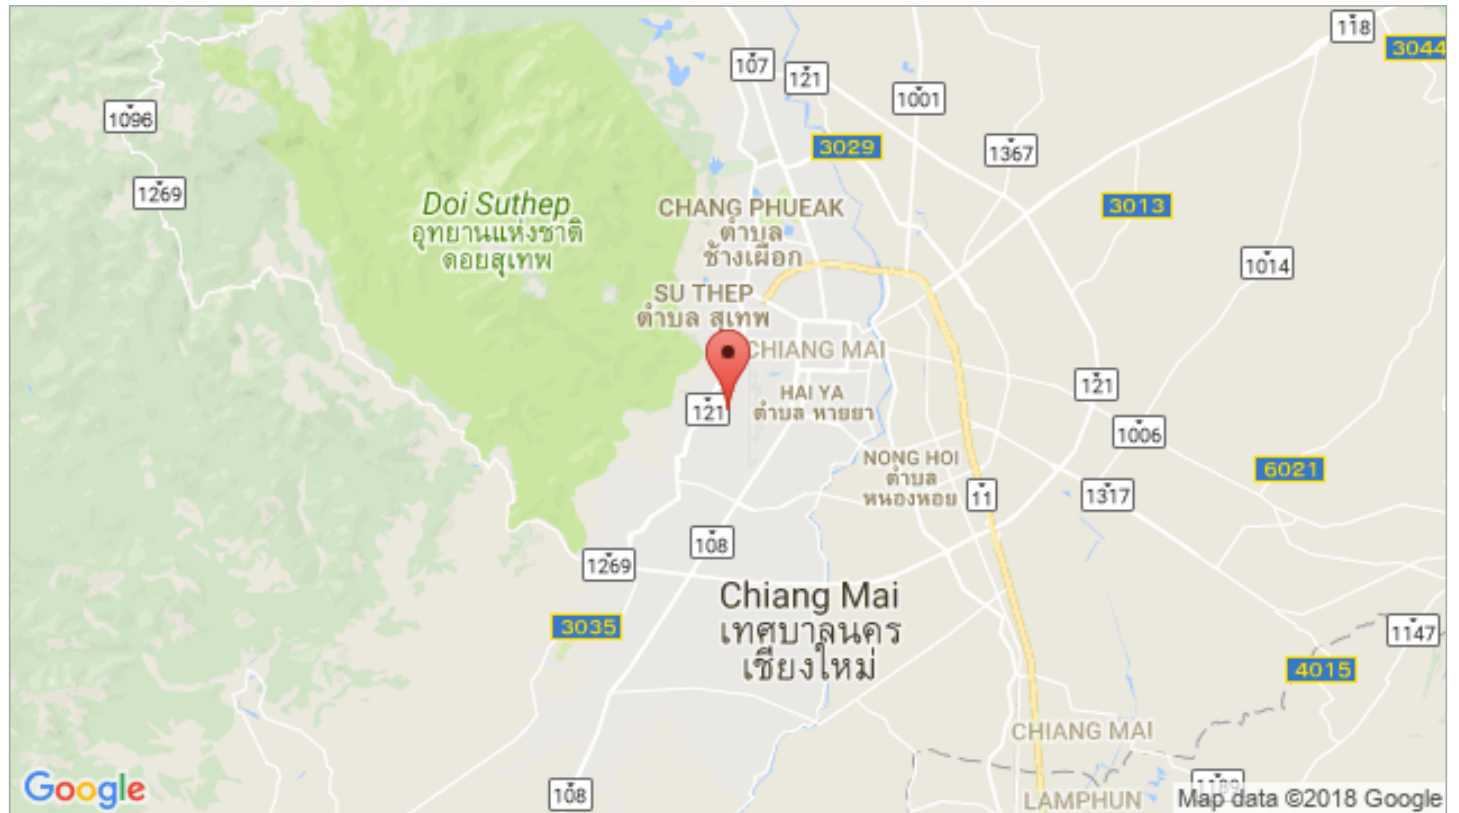 118
3044
107
121
1001
1096
3029
1367
1269
Doi Suthep
อุทยานแห่งชาติ
ดอยสุเทพ
CHANG PHUEAK
ตำบล
ช้างเผือก
3013
1014
SU THEP
ตำบล สุเทพ
CHIANG MAI
121
HAI YA
ตำบล หายยา
121
1006
NONG HOI
ตำบล
หนองหอย
6021
11
1317
108
1269
Chiang Mai
เทศบาลนคร
เชียงใหม่
3035
1147
4015
CHIANG MAI
Google
108
LAMPHUN
1189
Map data ©2018 Google